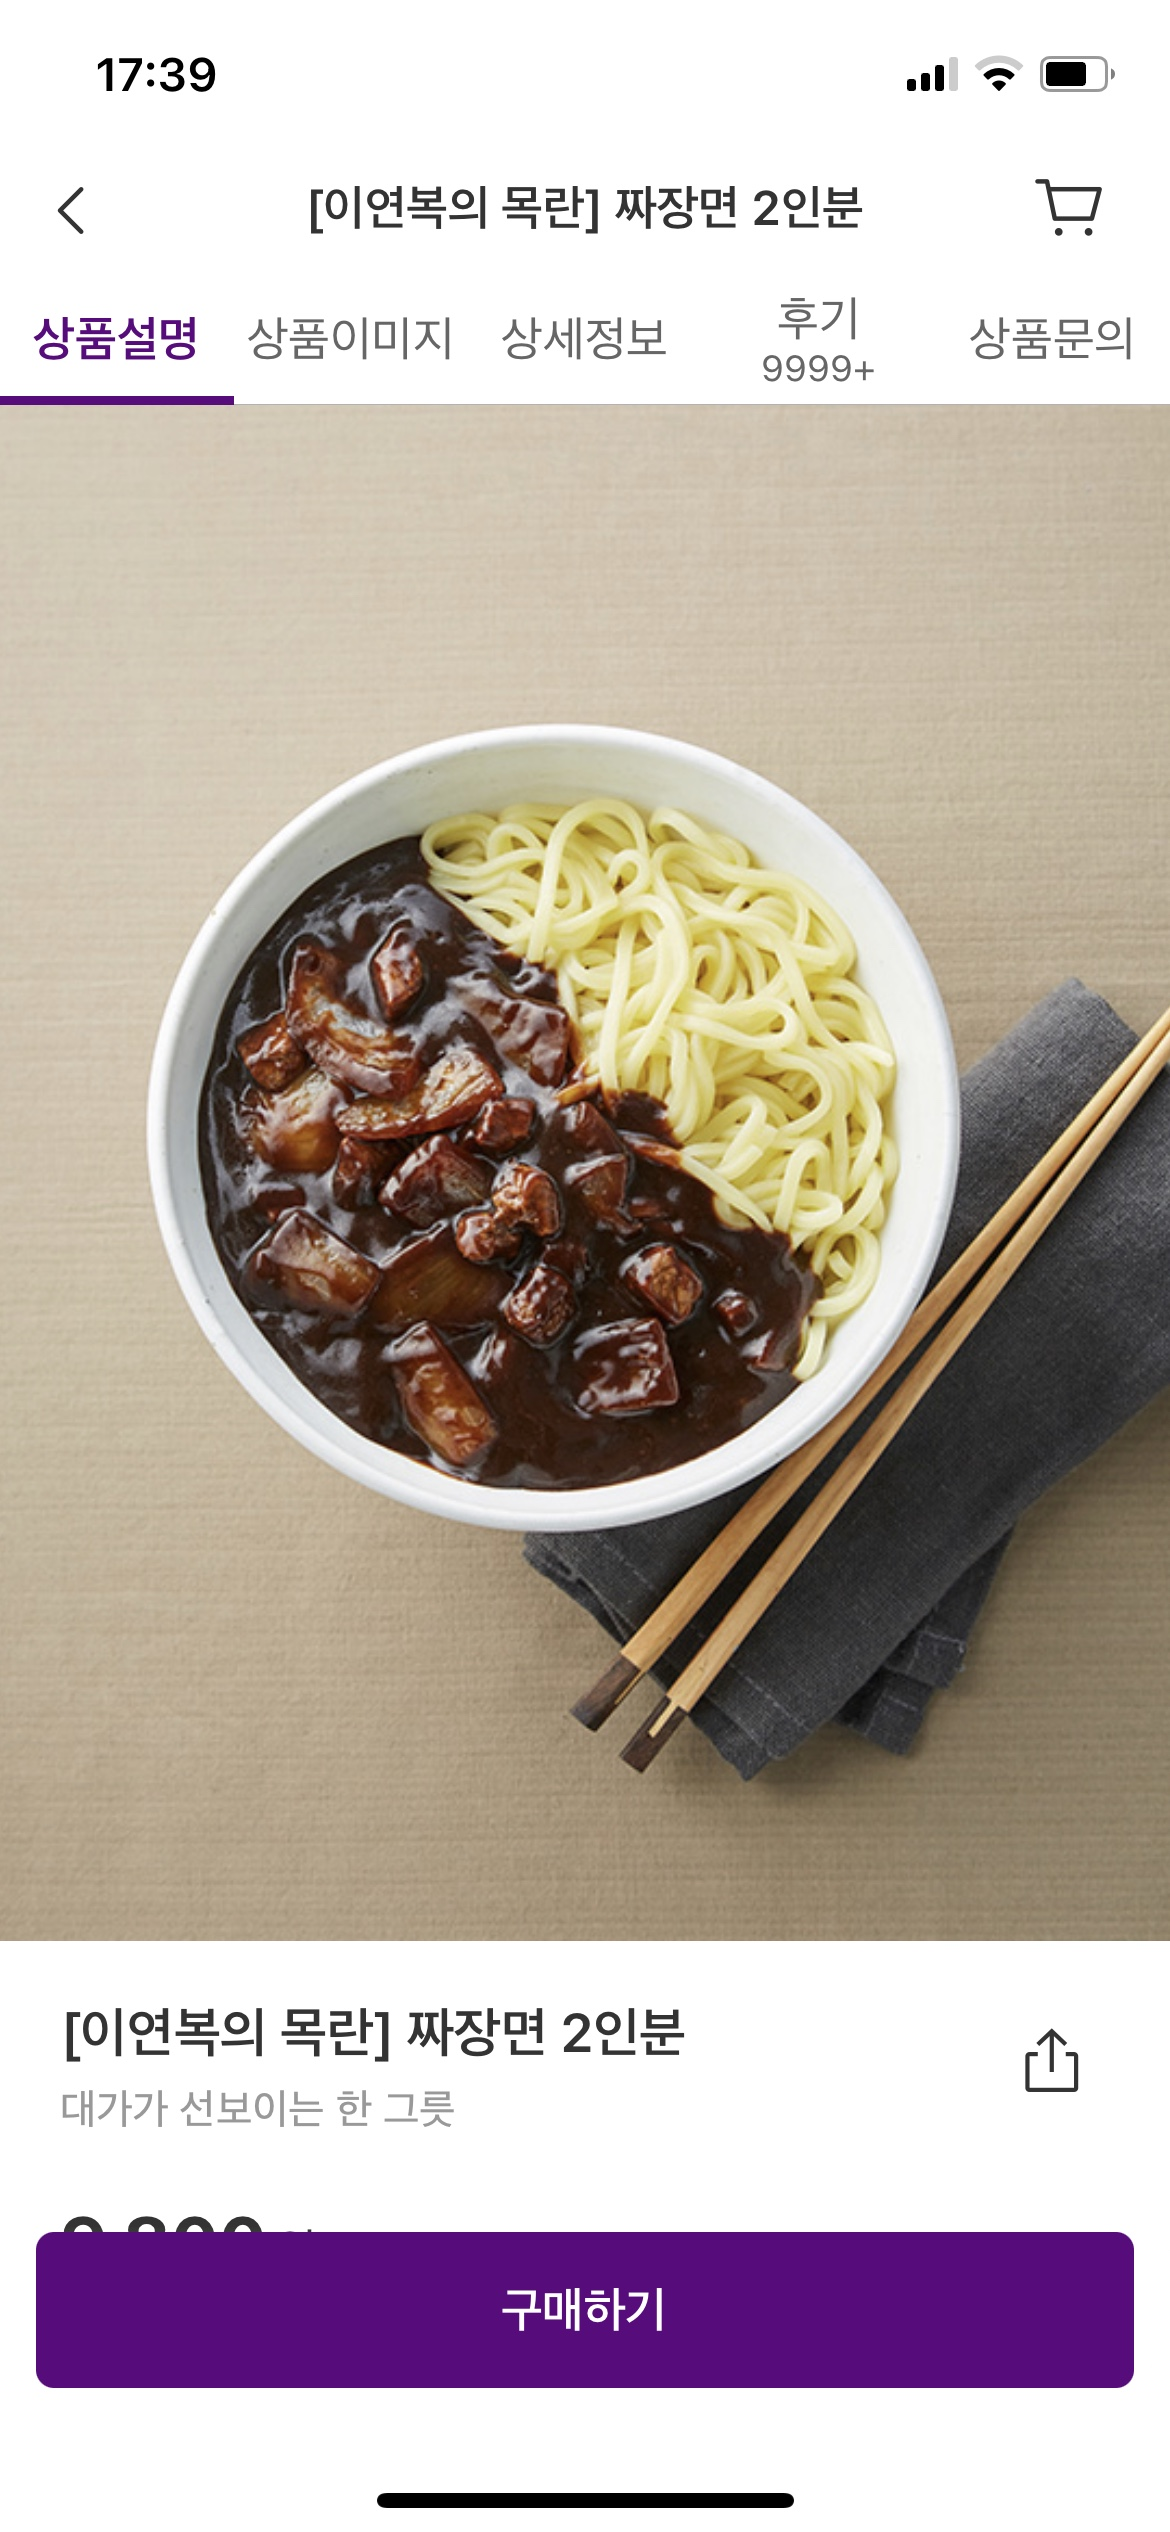 17:39
[이연복의 목란] 짜장면 2인분
상품설명 상품이미지 상세정보 후기 상품문의
9999+
[이연복의 목란] 짜장면 2인분
대가가 선보이는 한 그릇
구매하기